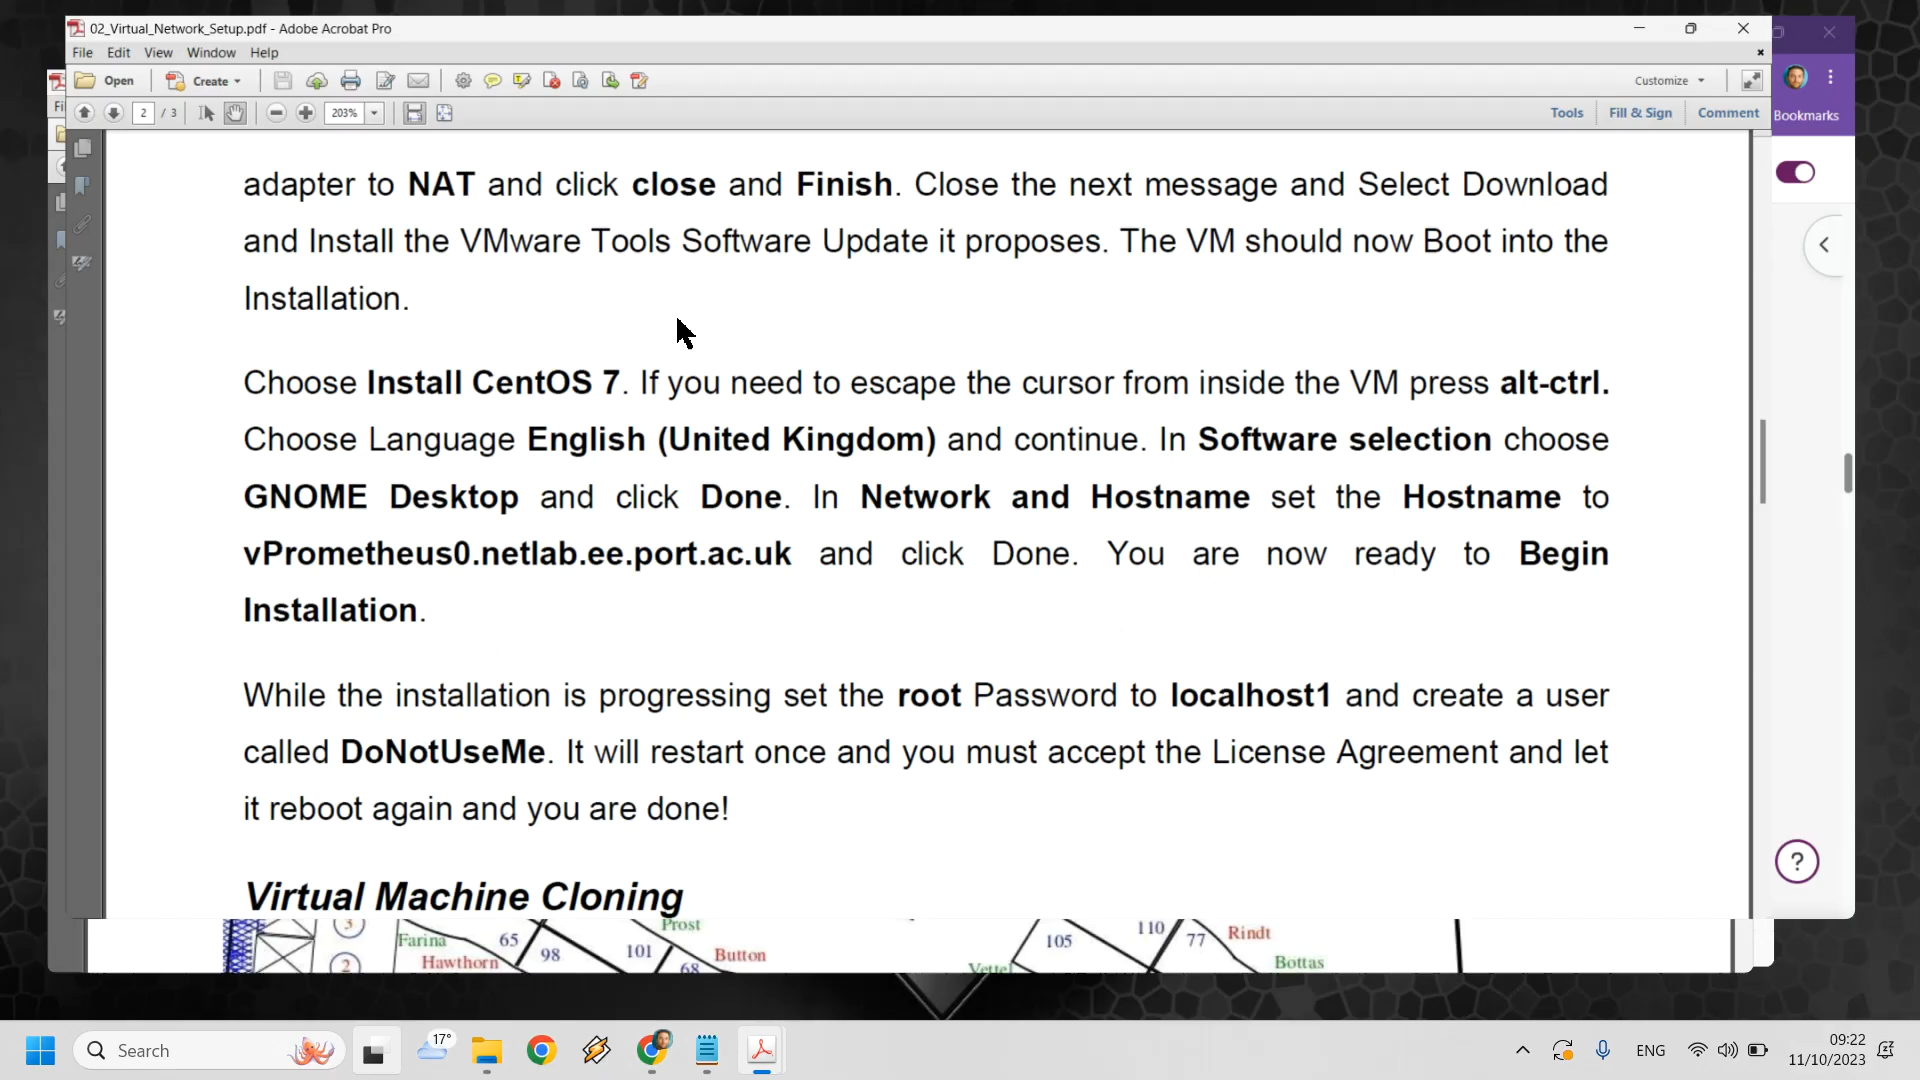 02_Virtual_Network_Setup.pdf - Adobe Acrobat Pro
File Edit View Window Help
Open Create Customize
2 / 3 203% Tools Fill & Sign Comment
Bookmarks
adapter to NAT and click close and Finish. Close the next message and Select Download
and Install the VMware Tools Software Update it proposes. The VM should now Boot into the
Installation.
Choose Install CentOS 7. If you need to escape the cursor from inside the VM press alt-ctrl.
Choose Language English (United Kingdom) and continue. In Software selection choose
GNOME Desktop and click Done. In Network and Hostname set the Hostname to
vPrometheus0.netlab.ee.port.ac.uk and click Done. You are now ready to Begin
Installation.
While the installation is progressing set the root Password to localhost1 and create a user
called DoNotUseMe. It will restart once and you must accept the License Agreement and let
it reboot again and you are done!
Virtual Machine Cloning
3 Farina 65 98 101 Prost Button 105 110 77 Rindt
2 Hawthorn 68 Vettel Bottas
Search 17° ENG 09:22
11/10/2023